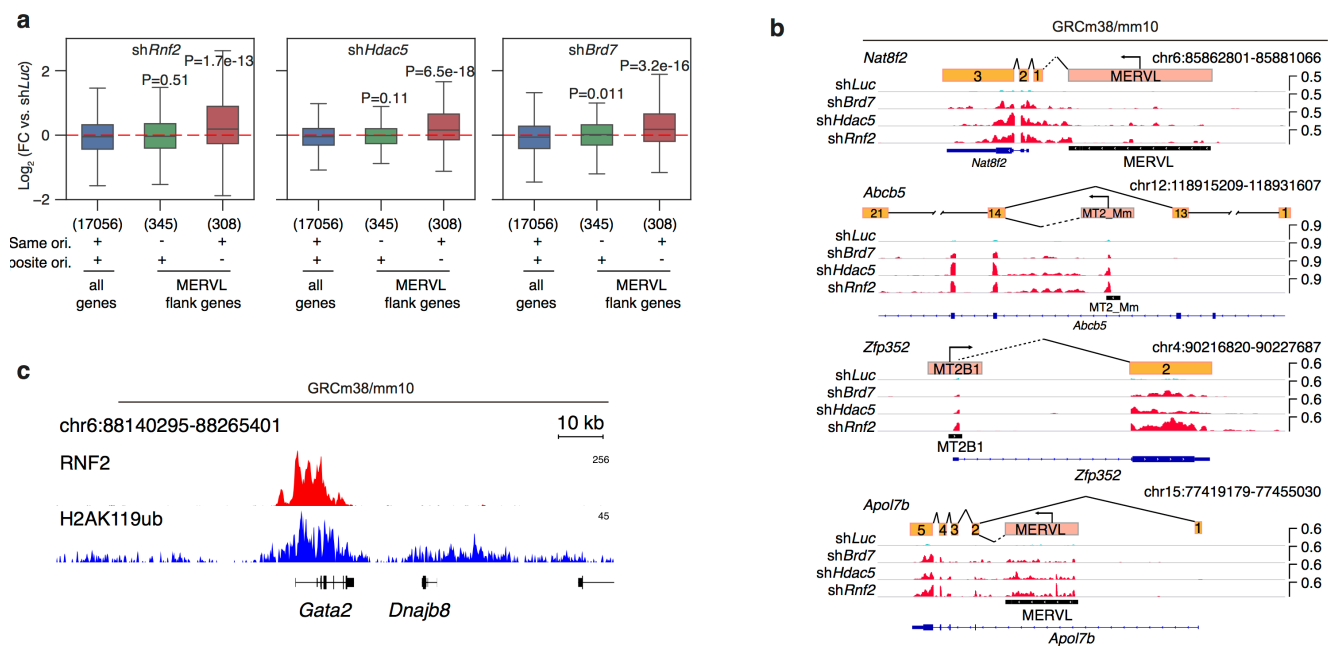 a
shRnf2
shHdac5
shBrd7
P=0.51
P=1.7e-13
P=0.11
P=6.5e-18
P=0.011
P=3.2e-16
Log2 (FC vs. shLuc)
2
0
−2
(17056) (345) (308) (17056) (345) (308) (17056) (345) (308)
Same ori. + - + + - + + - +
posite ori. + + - + + - + + -
all genes
MERVL flank genes
all genes
MERVL flank genes
all genes
MERVL flank genes
b
GRCm38/mm10
Nat8f2
chr6:85862801-85881066
3 2 1 MERVL
shLuc 0.5
shBrd7 0.5
shHdac5 0.5
shRnf2 0.5
MERVL
Nat8f2
Abcb5
chr12:118915209-118931607
21 14 MT2_Mm 13 1
shLuc 0.9
shBrd7 0.9
shHdac5 0.9
shRnf2 0.9
MT2_Mm
Abcb5
Zfp352
chr4:90216820-90227687
MT2B1 2
shLuc 0.6
shBrd7 0.6
shHdac5 0.6
shRnf2 0.6
MT2B1
Zfp352
chr15:77419179-77455030
Apol7b
5 4 3 2 MERVL 1
shLuc 0.6
shBrd7 0.6
shHdac5 0.6
shRnf2 0.6
MERVL
Apol7b
c
GRCm38/mm10
chr6:88140295-88265401
10 kb
RNF2
256
H2AK119ub
45
Gata2
Dnajb8